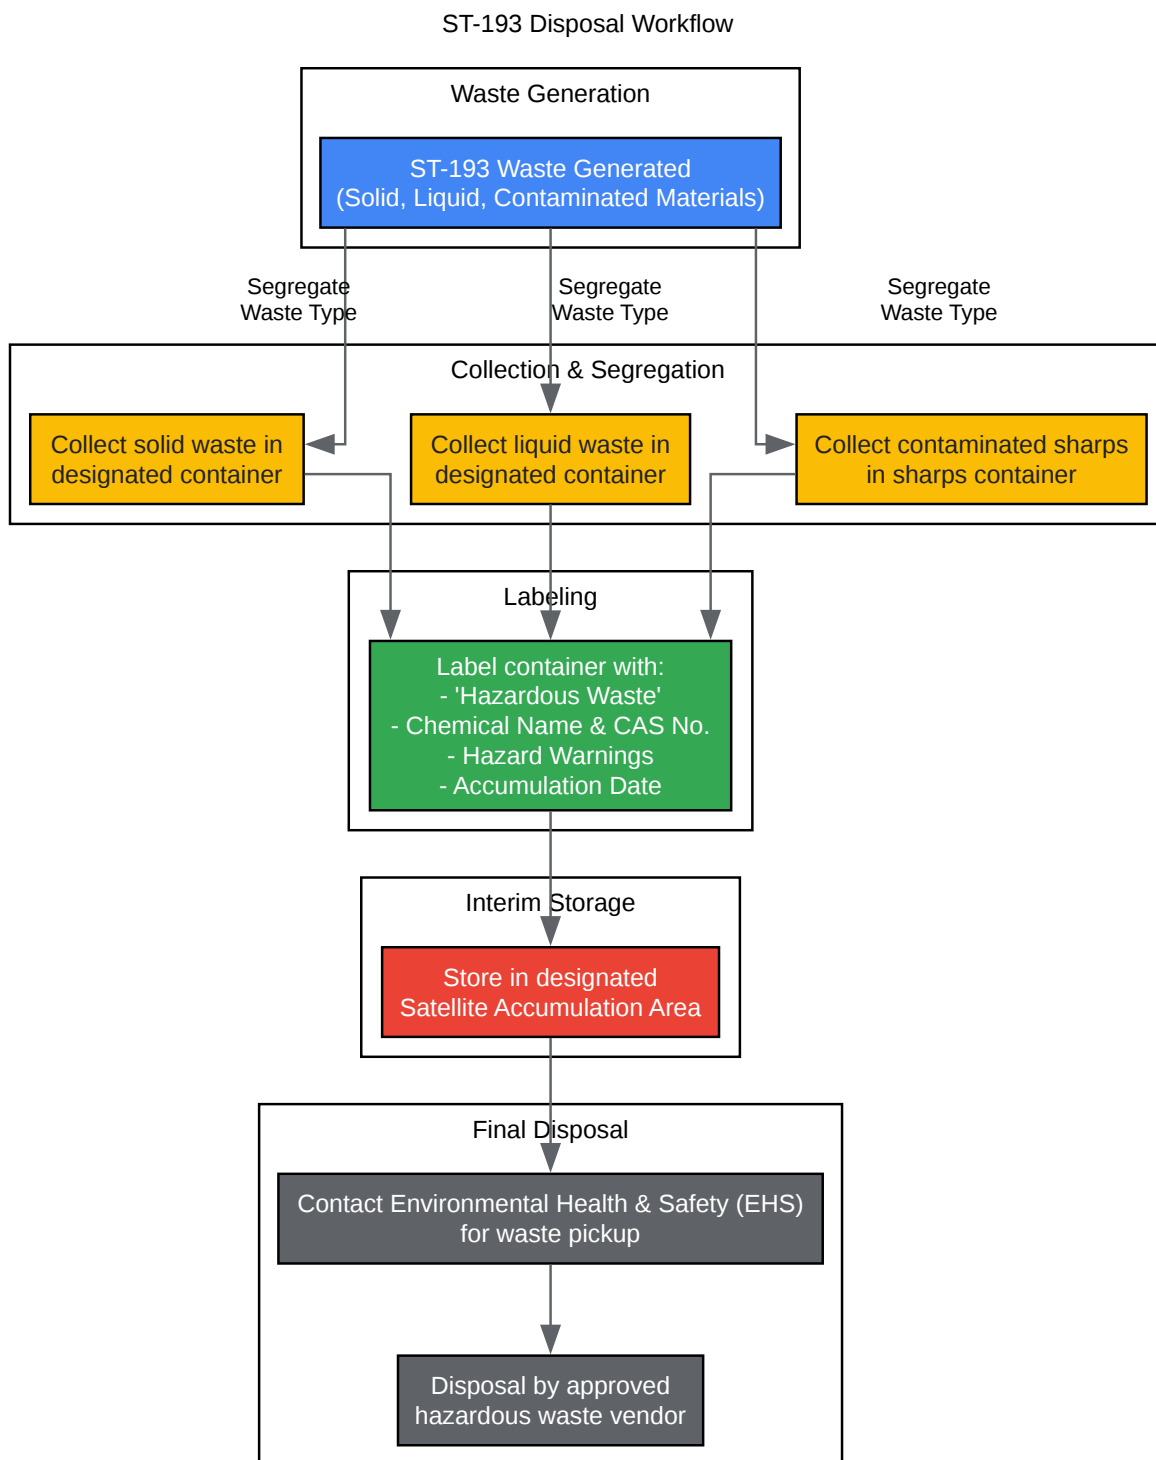 ST-193 Disposal Workflow
Waste Generation
ST-193 Waste Generated
(Solid, Liquid, Contaminated Materials)
Segregate
Waste Type
Segregate
Waste Type
Segregate
Waste Type
Collection & Segregation
Collect solid waste in
designated container
Collect liquid waste in
designated container
Collect contaminated sharps
in sharps container
Labeling
Label container with:
- 'Hazardous Waste'
- Chemical Name & CAS No.
- Hazard Warnings
- Accumulation Date
Interim Storage
Store in designated
Satellite Accumulation Area
Final Disposal
Contact Environmental Health & Safety (EHS)
for waste pickup
Disposal by approved
hazardous waste vendor